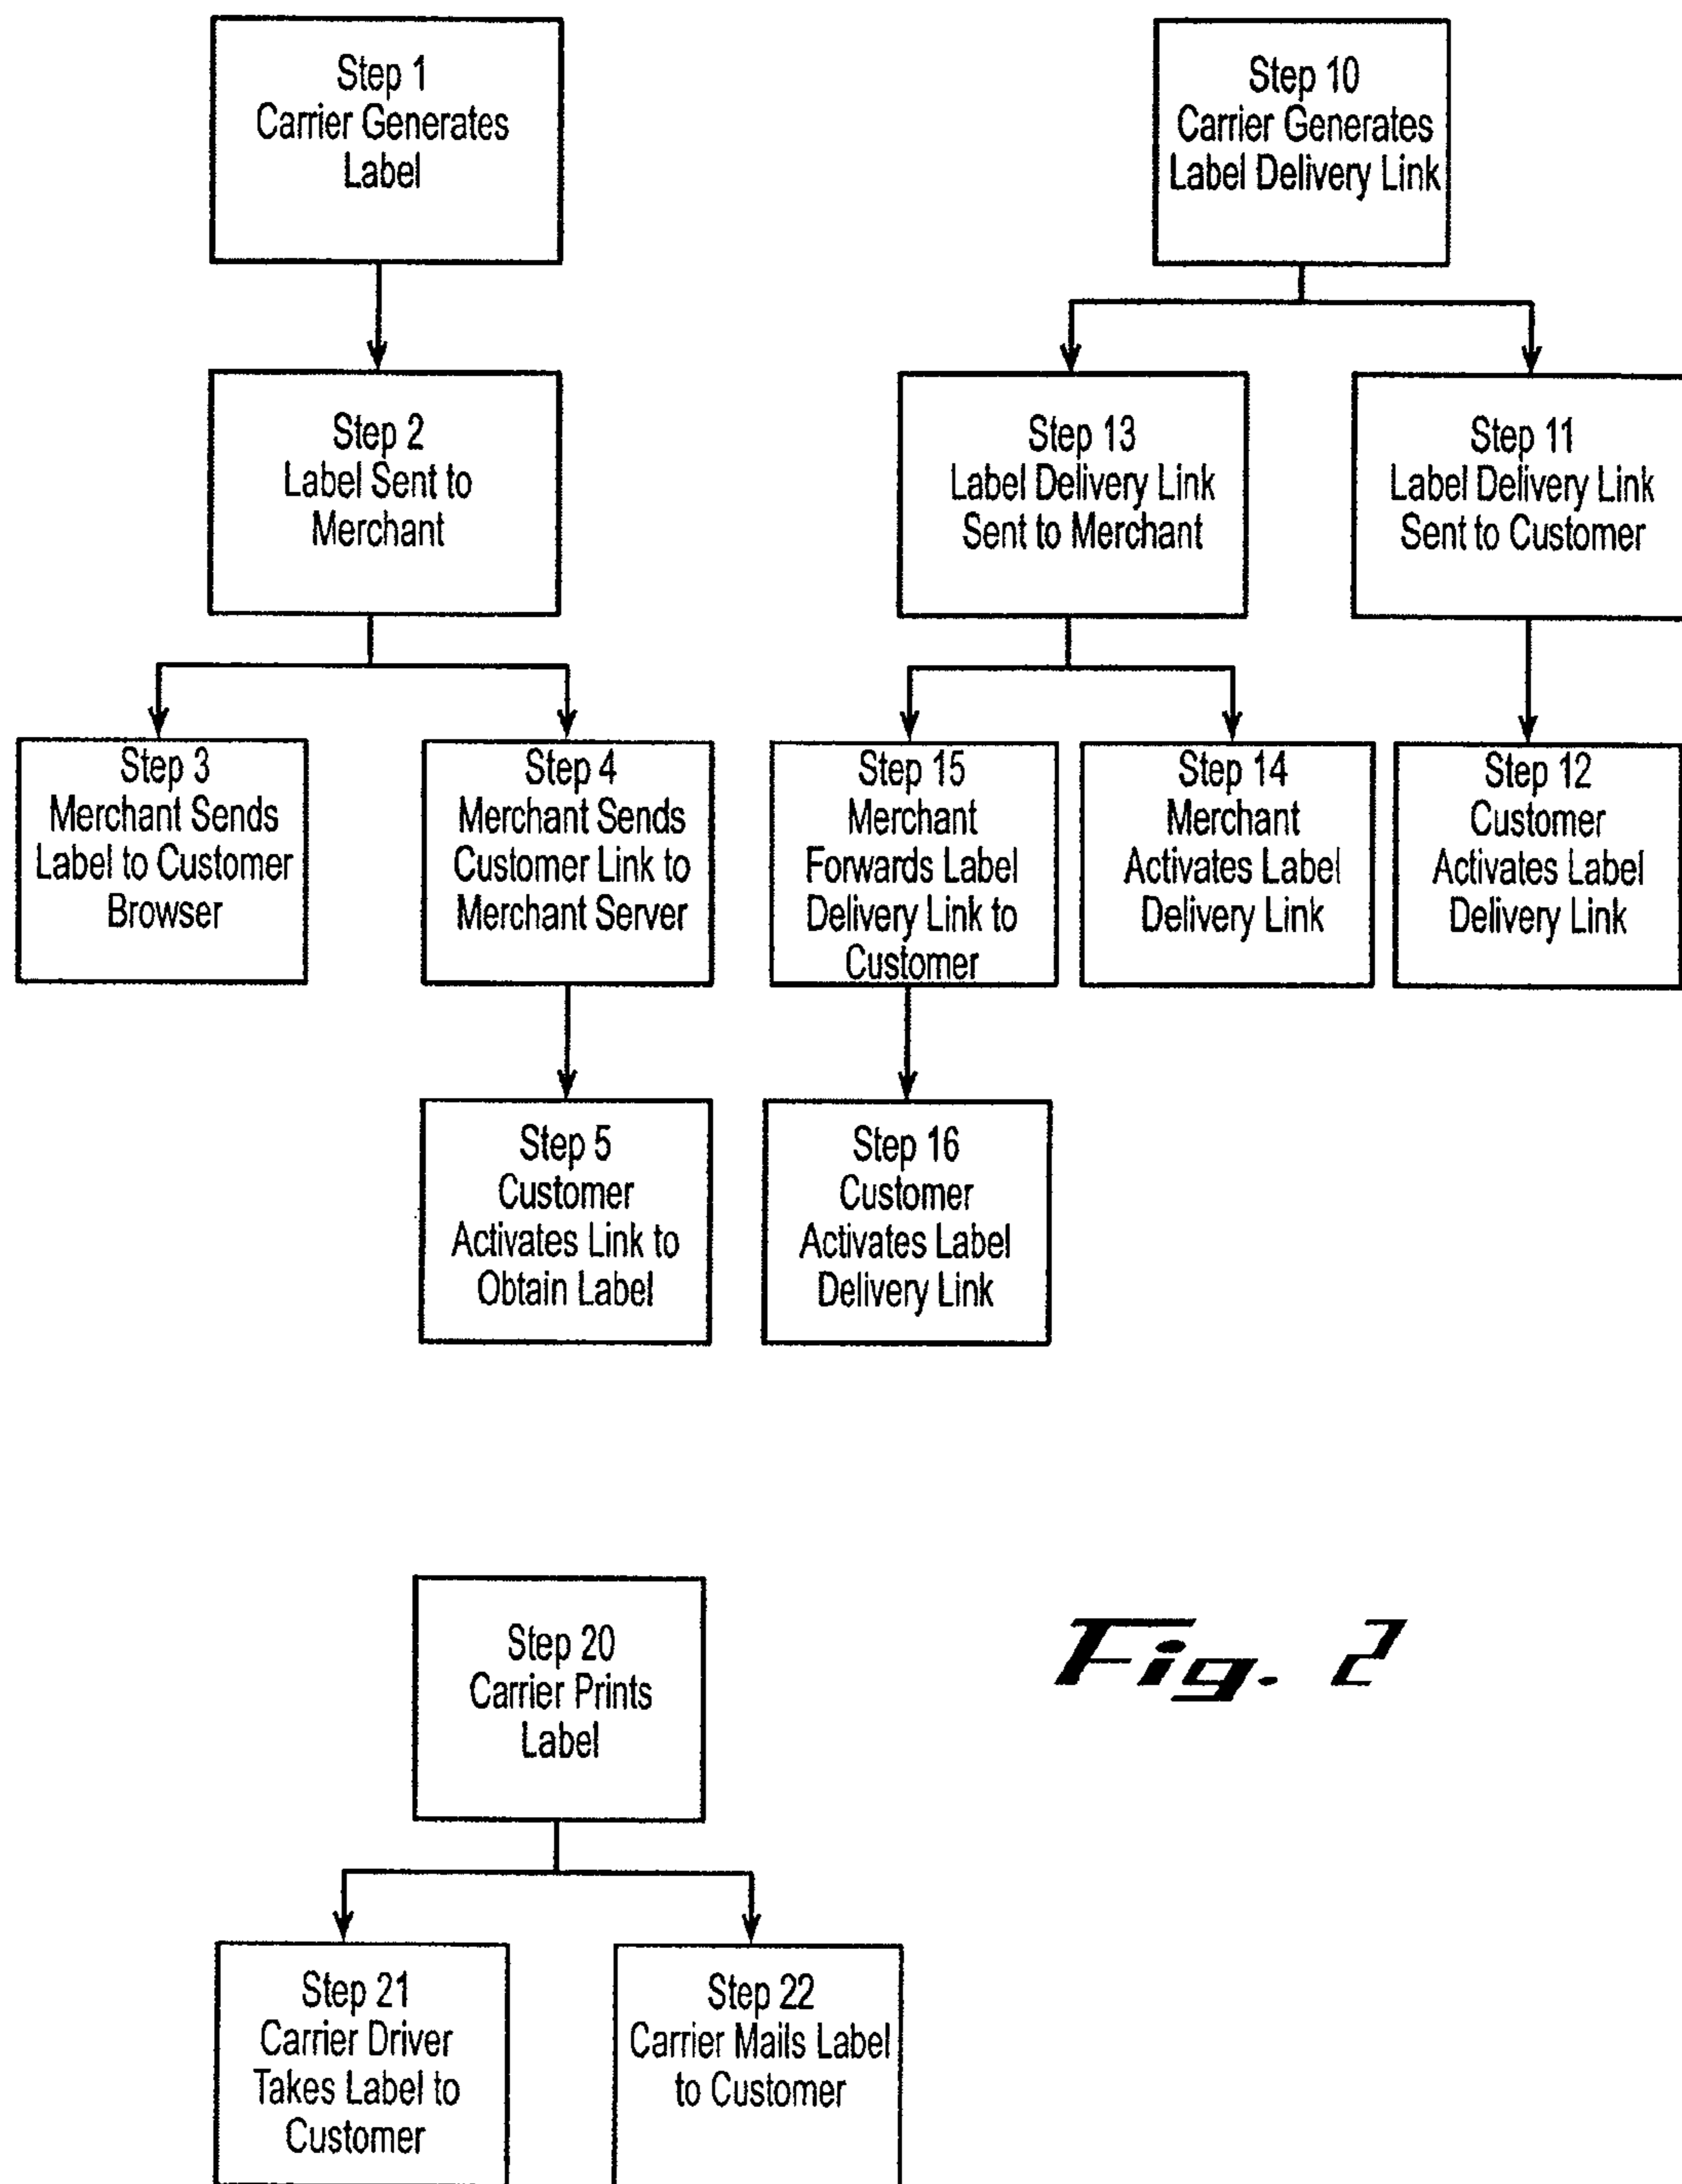 Step 1
Carrier Generates
Label
Step 10
Carrier Generates
Label Delivery Link
Step 2
Label Sent to
Merchant
Step 13
Label Delivery Link
Sent to Merchant
Step 11
Label Delivery Link
Sent to Customer
Step 3
Merchant Sends
Label to Customer
Browser
Step 4
Merchant Sends
Customer Link to
Merchant Server
Step 15
Merchant
Forwards Label
Delivery Link to
Customer
Step 14
Merchant
Activates Label
Delivery Link
Step 12
Customer
Activates Label
Delivery Link
Step 5
Customer
Activates Link to
Obtain Label
Step 16
Customer
Activates Label
Delivery Link
Step 20
Carrier Prints
Label
Fig. 2
Step 21
Carrier Driver
Takes Label to
Customer
Step 22
Carrier Mails Label
to Customer